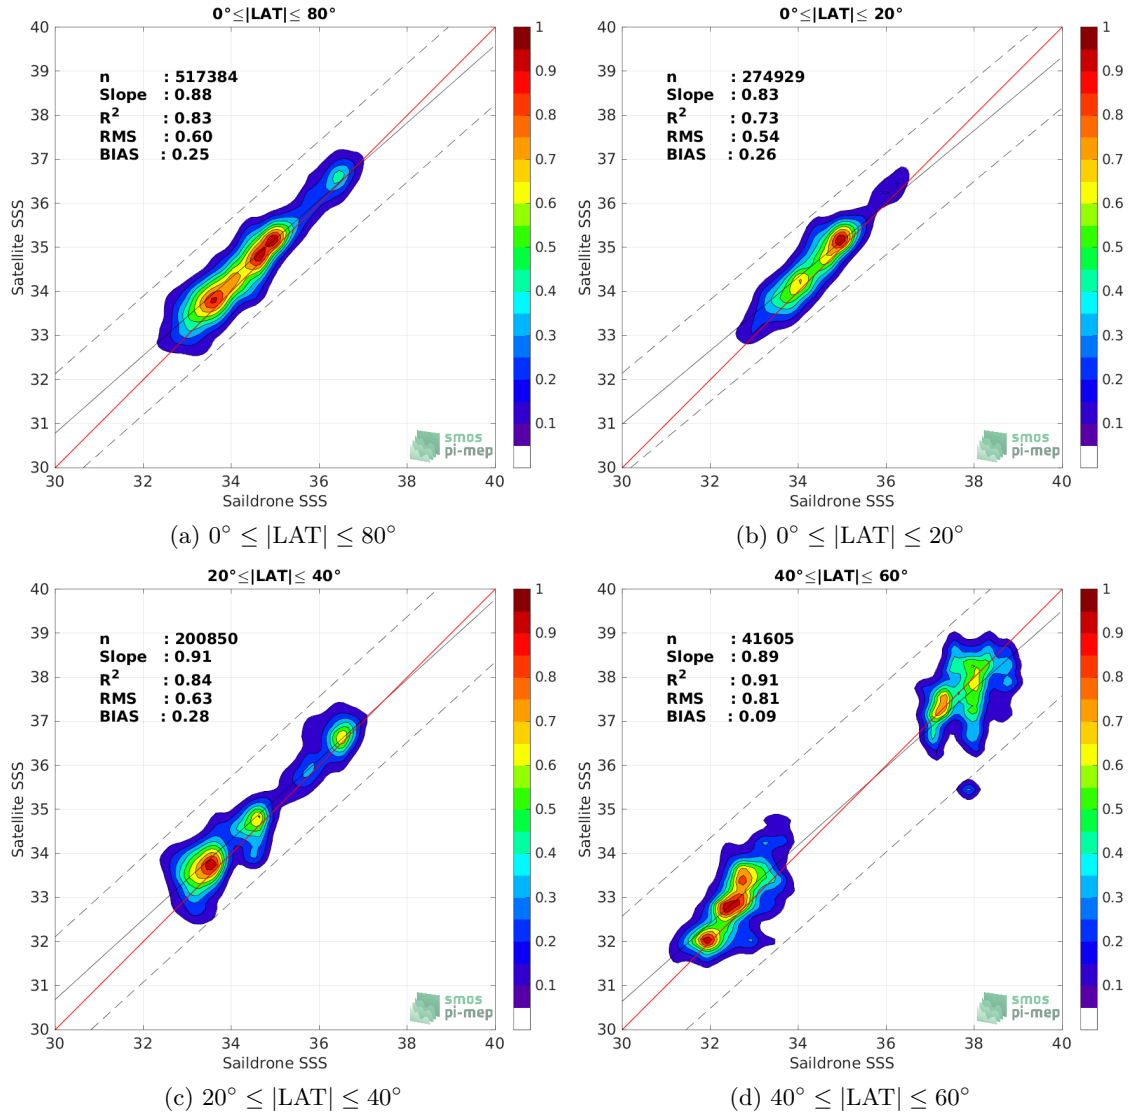 0°≤|LAT|≤ 80°
n : 517384
Slope : 0.88
R² : 0.83
RMS : 0.60
BIAS : 0.25
Satellite SSS
40
39
38
37
36
35
34
33
32
31
30
30 32 34 36 38 40
Saildrone SSS
1
0.9
0.8
0.7
0.6
0.5
0.4
0.3
0.2
0.1
smos
pi-mep
(a) 0° ≤ |LAT| ≤ 80°
0°≤|LAT|≤ 20°
n : 274929
Slope : 0.83
R² : 0.73
RMS : 0.54
BIAS : 0.26
Satellite SSS
40
39
38
37
36
35
34
33
32
31
30
30 32 34 36 38 40
Saildrone SSS
1
0.9
0.8
0.7
0.6
0.5
0.4
0.3
0.2
0.1
smos
pi-mep
(b) 0° ≤ |LAT| ≤ 20°
20°≤|LAT|≤ 40°
n : 200850
Slope : 0.91
R² : 0.84
RMS : 0.63
BIAS : 0.28
Satellite SSS
40
39
38
37
36
35
34
33
32
31
30
30 32 34 36 38 40
Saildrone SSS
1
0.9
0.8
0.7
0.6
0.5
0.4
0.3
0.2
0.1
smos
pi-mep
(c) 20° ≤ |LAT| ≤ 40°
40°≤|LAT|≤ 60°
n : 41605
Slope : 0.89
R² : 0.91
RMS : 0.81
BIAS : 0.09
Satellite SSS
40
39
38
37
36
35
34
33
32
31
30
30 32 34 36 38 40
Saildrone SSS
1
0.9
0.8
0.7
0.6
0.5
0.4
0.3
0.2
0.1
smos
pi-mep
(d) 40° ≤ |LAT| ≤ 60°